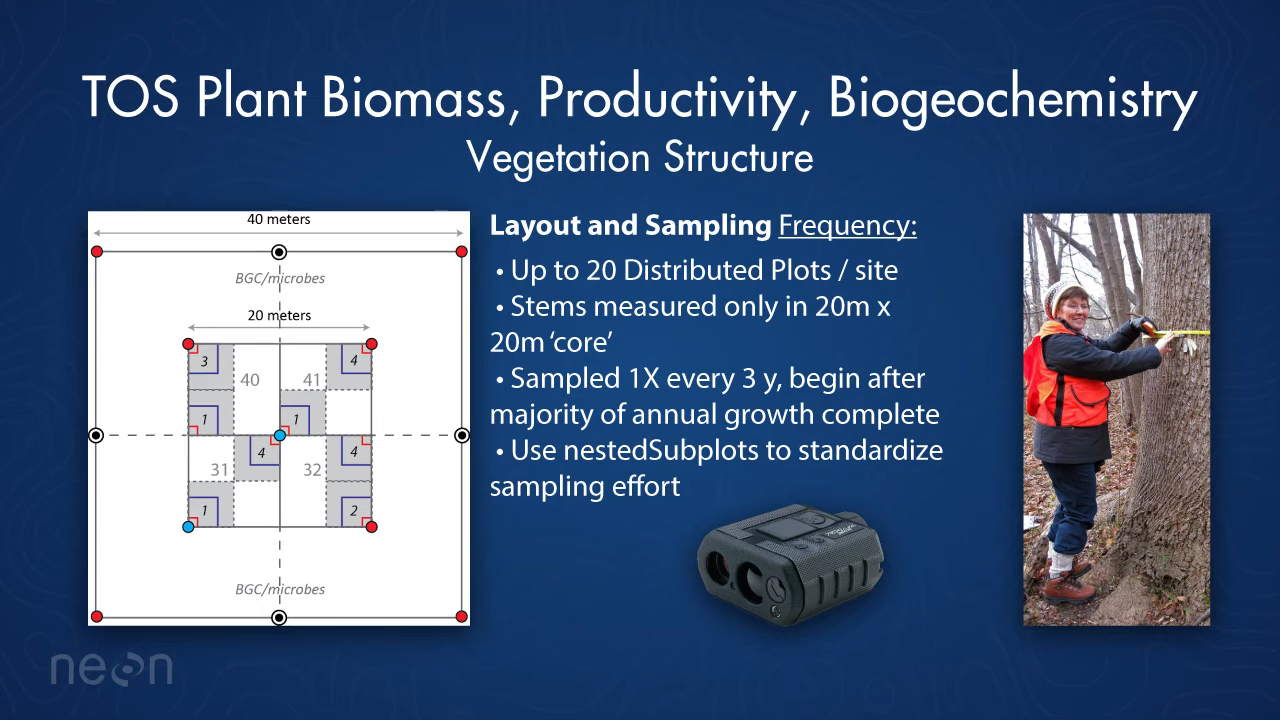 TOS Plant Biomass, Productivity, Biogeochemistry
Vegetation Structure
40 meters
BGC/microbes
20 meters
3
4
40
41
1
1
4
4
31
32
1
2
BGC/microbes
Layout and Sampling Frequency:
• Up to 20 Distributed Plots / site
• Stems measured only in 20m x
20m ‘core’
• Sampled 1X every 3 y, begin after
majority of annual growth complete
• Use nestedSubplots to standardize
sampling effort
neon